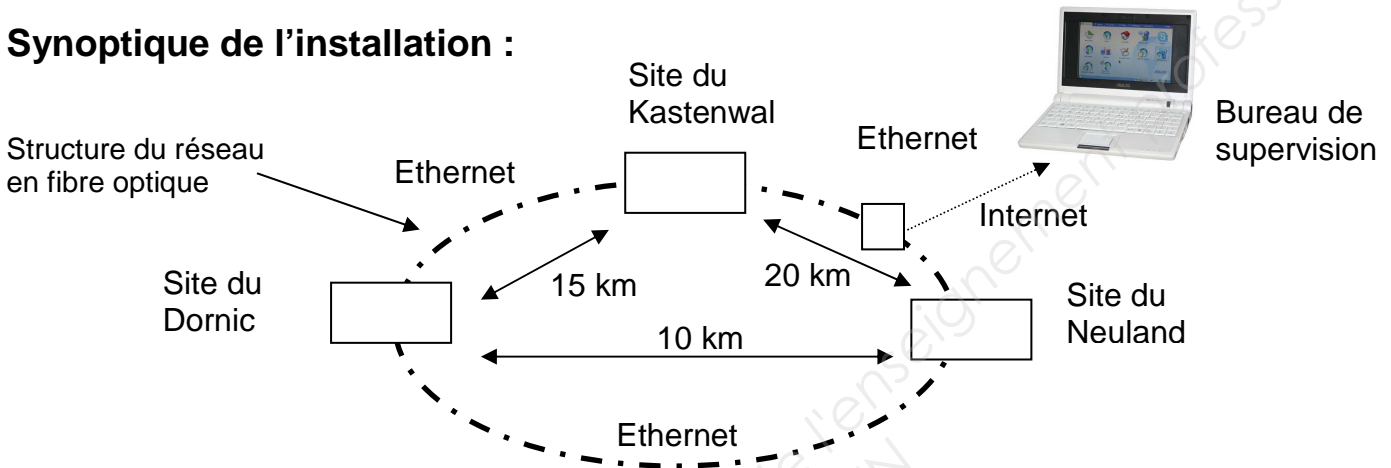 Synoptique de l’installation :
Site du
Kastenwal
Ethernet
Bureau de
supervision
Structure du réseau
en fibre optique
Ethernet
Internet
Site du
Dornic
15 km
20 km
Site du
Neuland
10 km
Ethernet